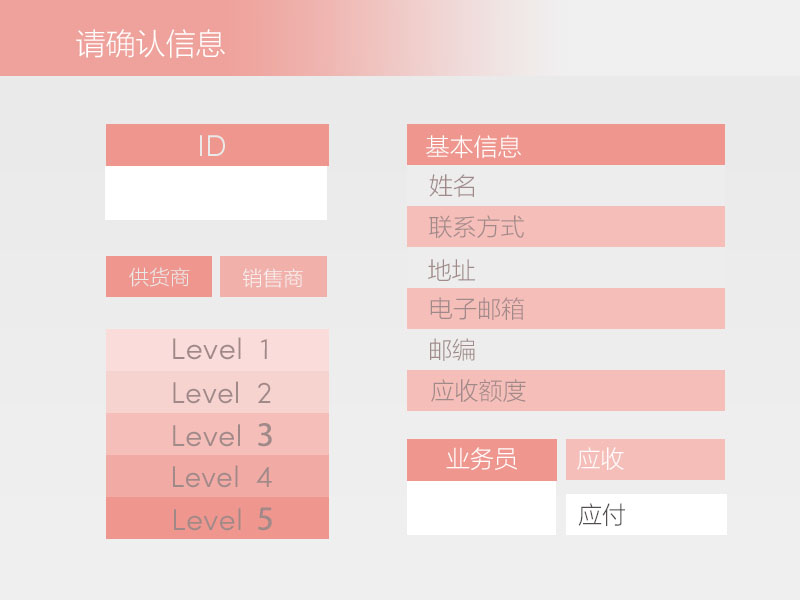 请确认信息
ID
供货商
销售商
Level 1
Level 2
Level 3
Level 4
Level 5
基本信息
姓名
联系方式
地址
电子邮箱
邮编
应收额度
业务员
应收
应付